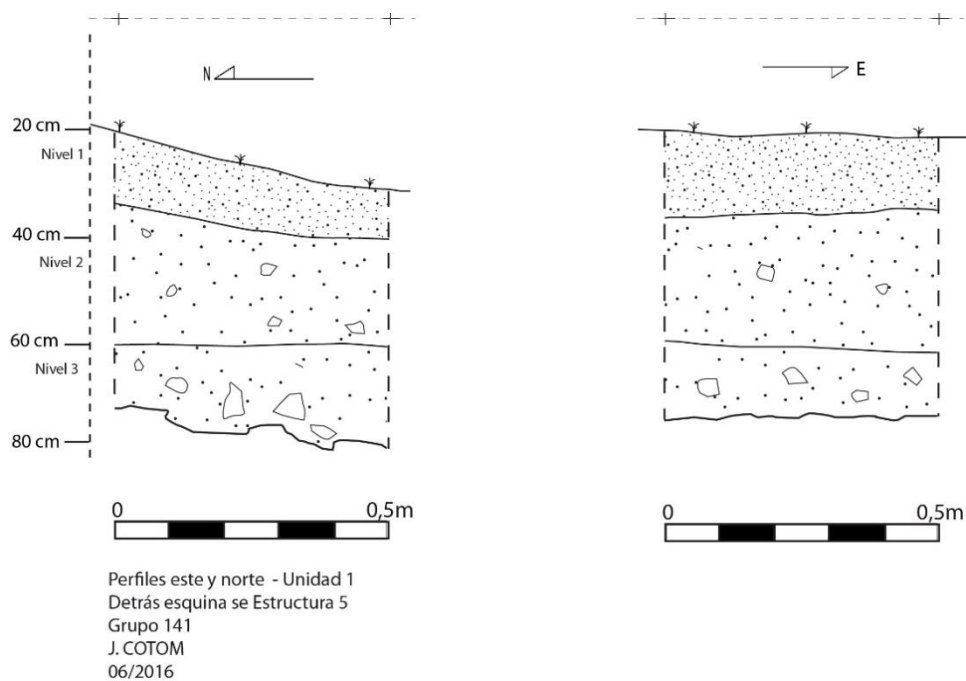 N
E
20 cm
Nivel 1
40 cm
Nivel 2
60 cm
Nivel 3
80 cm
0 0,5m
0 0,5m
Perfiles este y norte - Unidad 1
Detrás esquina se Estructura 5
Grupo 141
J. COTOM
06/2016